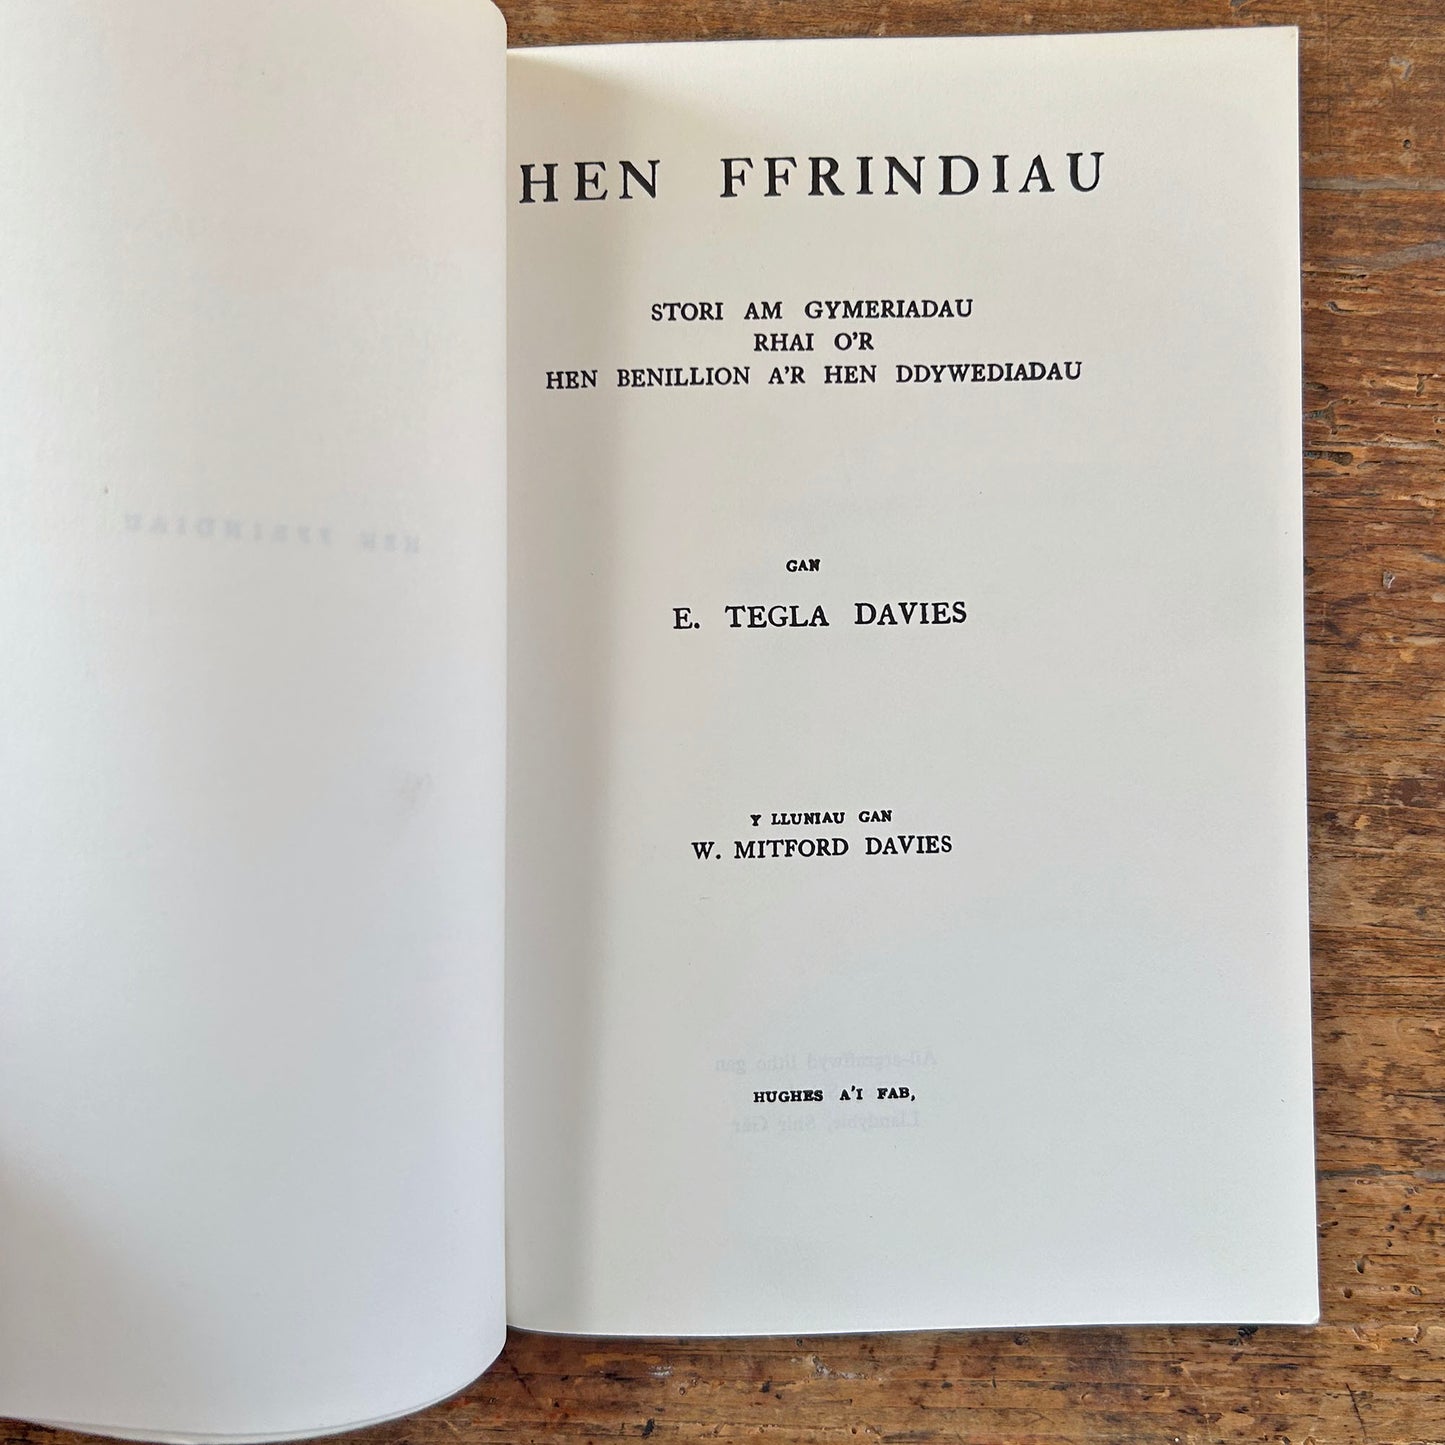 HEN FFRINDIAU
STORI AM GYMERIADAU
RHAI O'R
HEN BENILLION A'R HEN DDYWEDIADAU
GAN
E. TEGLA DAVIES
Y LLUNIAU GAN
W. MITFORD DAVIES
HUGHES A'I FAB,